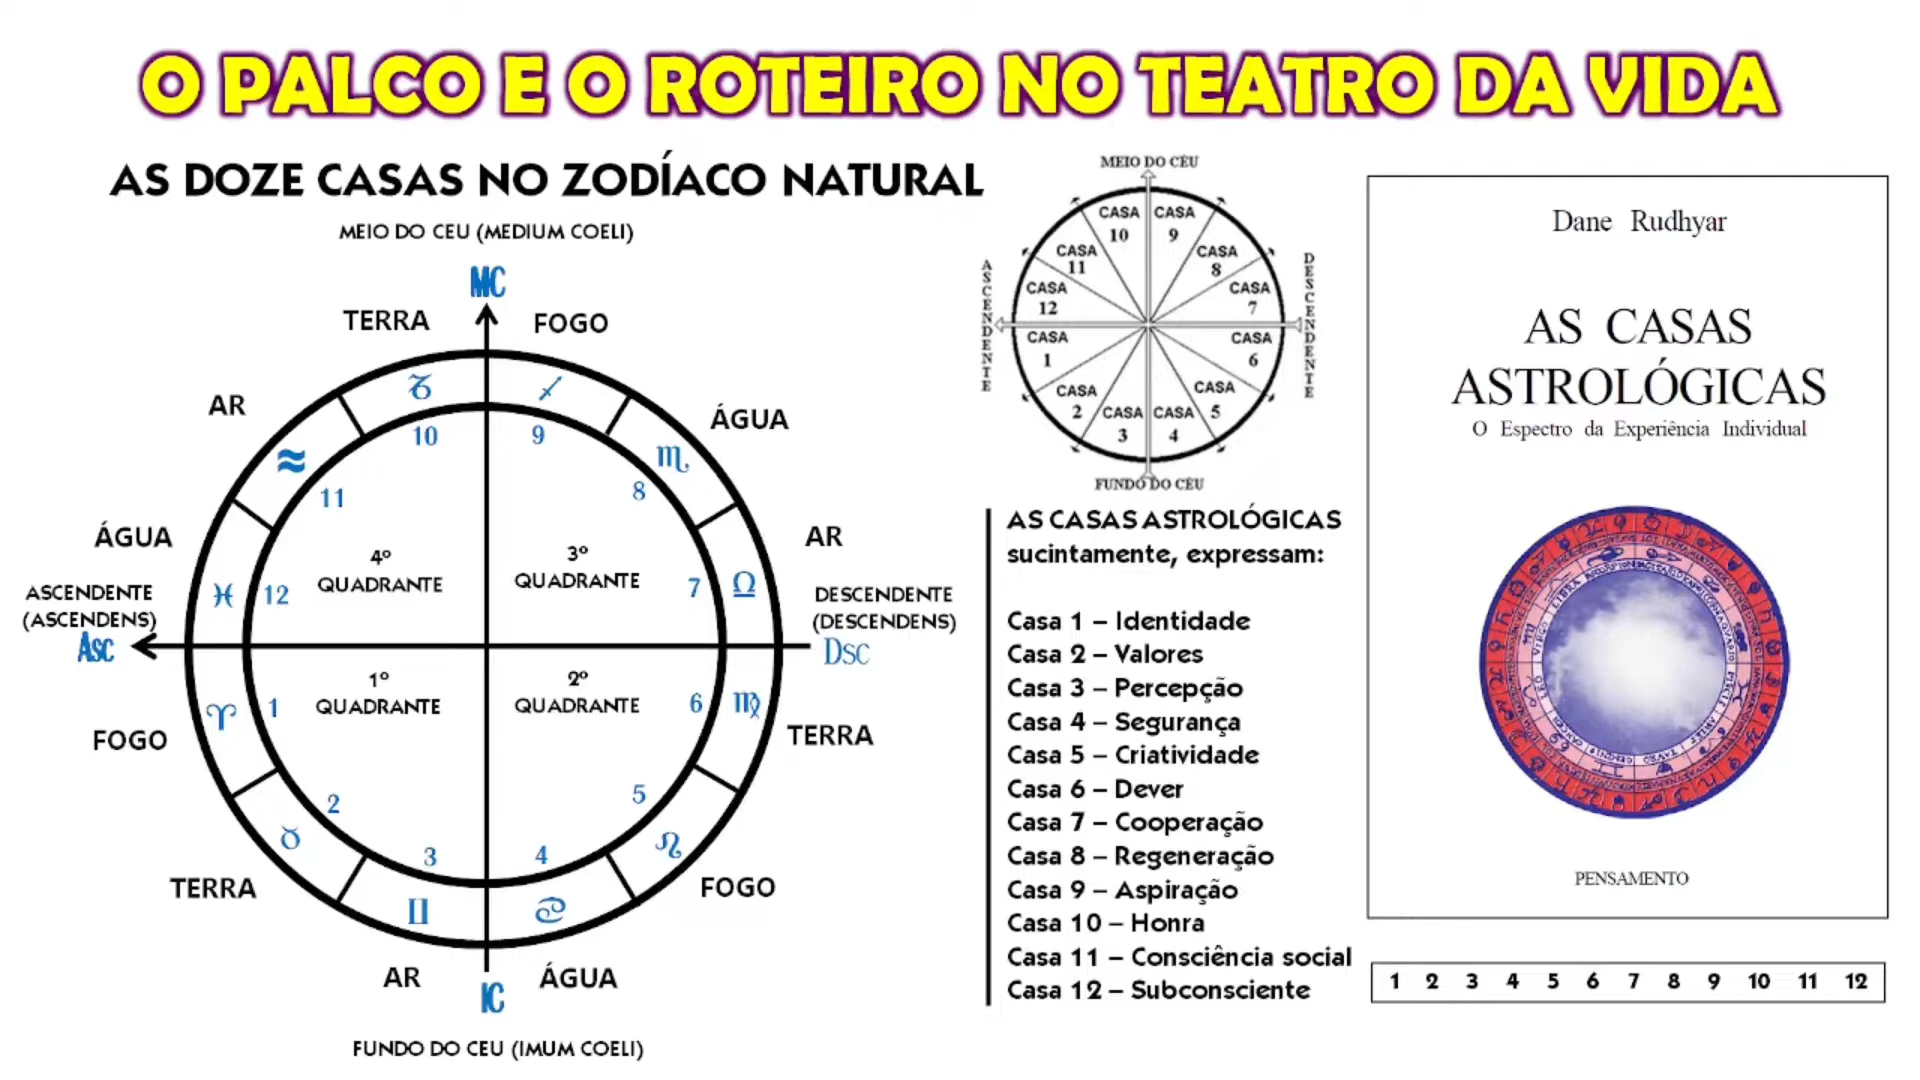 O PALCO E O ROTEIRO NO TEATRO DA VIDA
AS DOZE CASAS NO ZODÍACO NATURAL
MEIO DO CEU (MEDIUM COELI)
MC
TERRA
FOGO
AR
ÁGUA
10
9
11
8
ÁGUA
AR
4º
QUADRANTE
3º
QUADRANTE
ASCENDENTE
(ASCENDENS)
Asc
12
7
DESCENDENTE
(DESCENDENS)
Dsc
1º
QUADRANTE
2º
QUADRANTE
1
6
FOGO
TERRA
2
5
3
4
TERRA
FOGO
AR
ÁGUA
IC
FUNDO DO CEU (IMUM COELI)
MEIO DO CÉU
ASCENDENTE
DESCENDENTE
CASA
10
CASA
9
CASA
11
CASA
8
CASA
12
CASA
7
CASA
1
CASA
6
CASA
2
CASA
5
CASA
3
CASA
4
FUNDO DO CÉU
AS CASAS ASTROLÓGICAS
sucintamente, expressam:
Casa 1 – Identidade
Casa 2 – Valores
Casa 3 – Percepção
Casa 4 – Segurança
Casa 5 – Criatividade
Casa 6 – Dever
Casa 7 – Cooperação
Casa 8 – Regeneração
Casa 9 – Aspiração
Casa 10 – Honra
Casa 11 – Consciência social
Casa 12 – Subconsciente
Dane Rudhyar
AS CASAS
ASTROLÓGICAS
O Espectro da Experiência Individual
PENSAMENTO
1 2 3 4 5 6 7 8 9 10 11 12